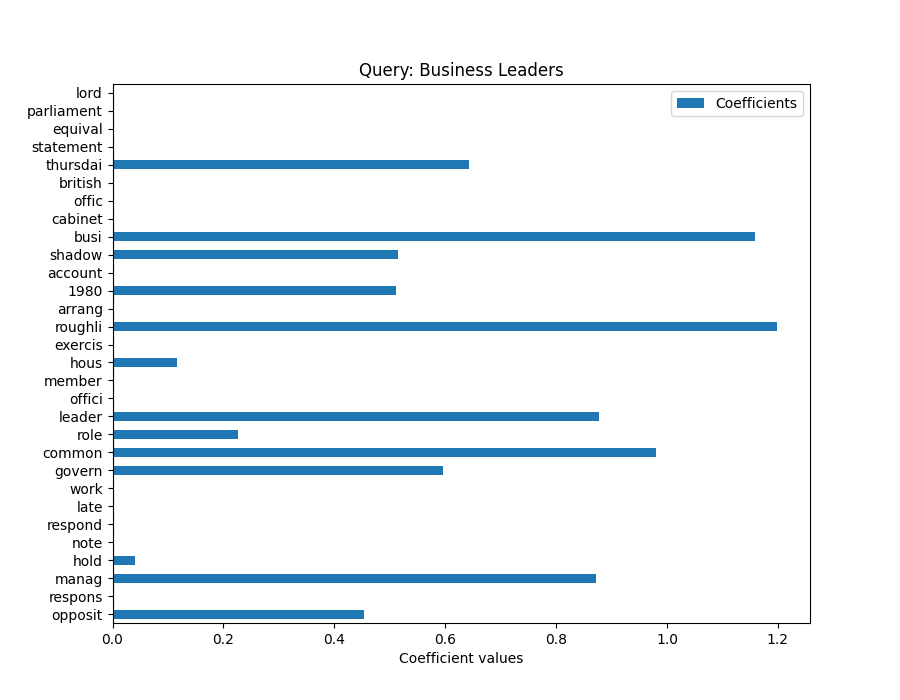 Query: Business Leaders
Coefficients
lord
parliament
equival
statement
thursdai
british
offic
cabinet
busi
shadow
account
1980
arrang
roughli
exercis
hous
member
offici
leader
role
common
govern
work
late
respond
note
hold
manag
respons
opposit
0.0 0.2 0.4 0.6 0.8 1.0 1.2
Coefficient values